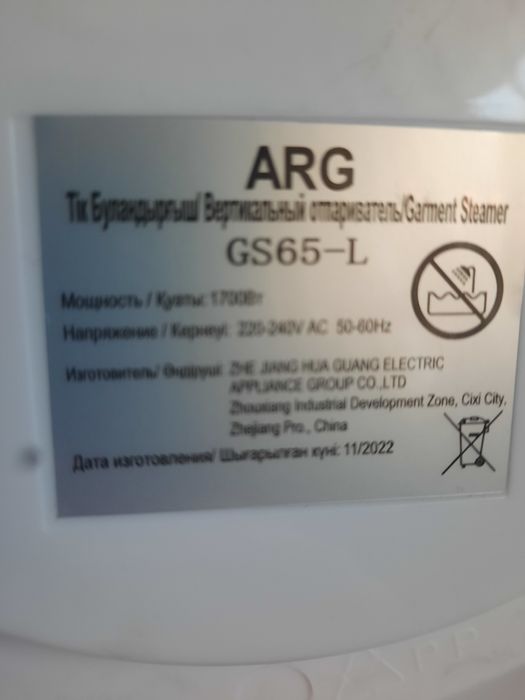 ARG
Тік Буландырғыш/ Вертикальный отпариватель/Garment Steamer
GS65-L
Мощность / Қуаты: 1700Вт
Напряжение / Кернеуі: 220-240V AC 50-60Hz
Изготовитель/ Өндіруші: ZHE JIANG HUA GUANG ELECTRIC
APPLIANCE GROUP CO.,LTD
Zhouxiang Industrial Development Zone, Cixi City,
Zhejiang Pro., China
Дата изготовления/ Шығарылған күні: 11/2022